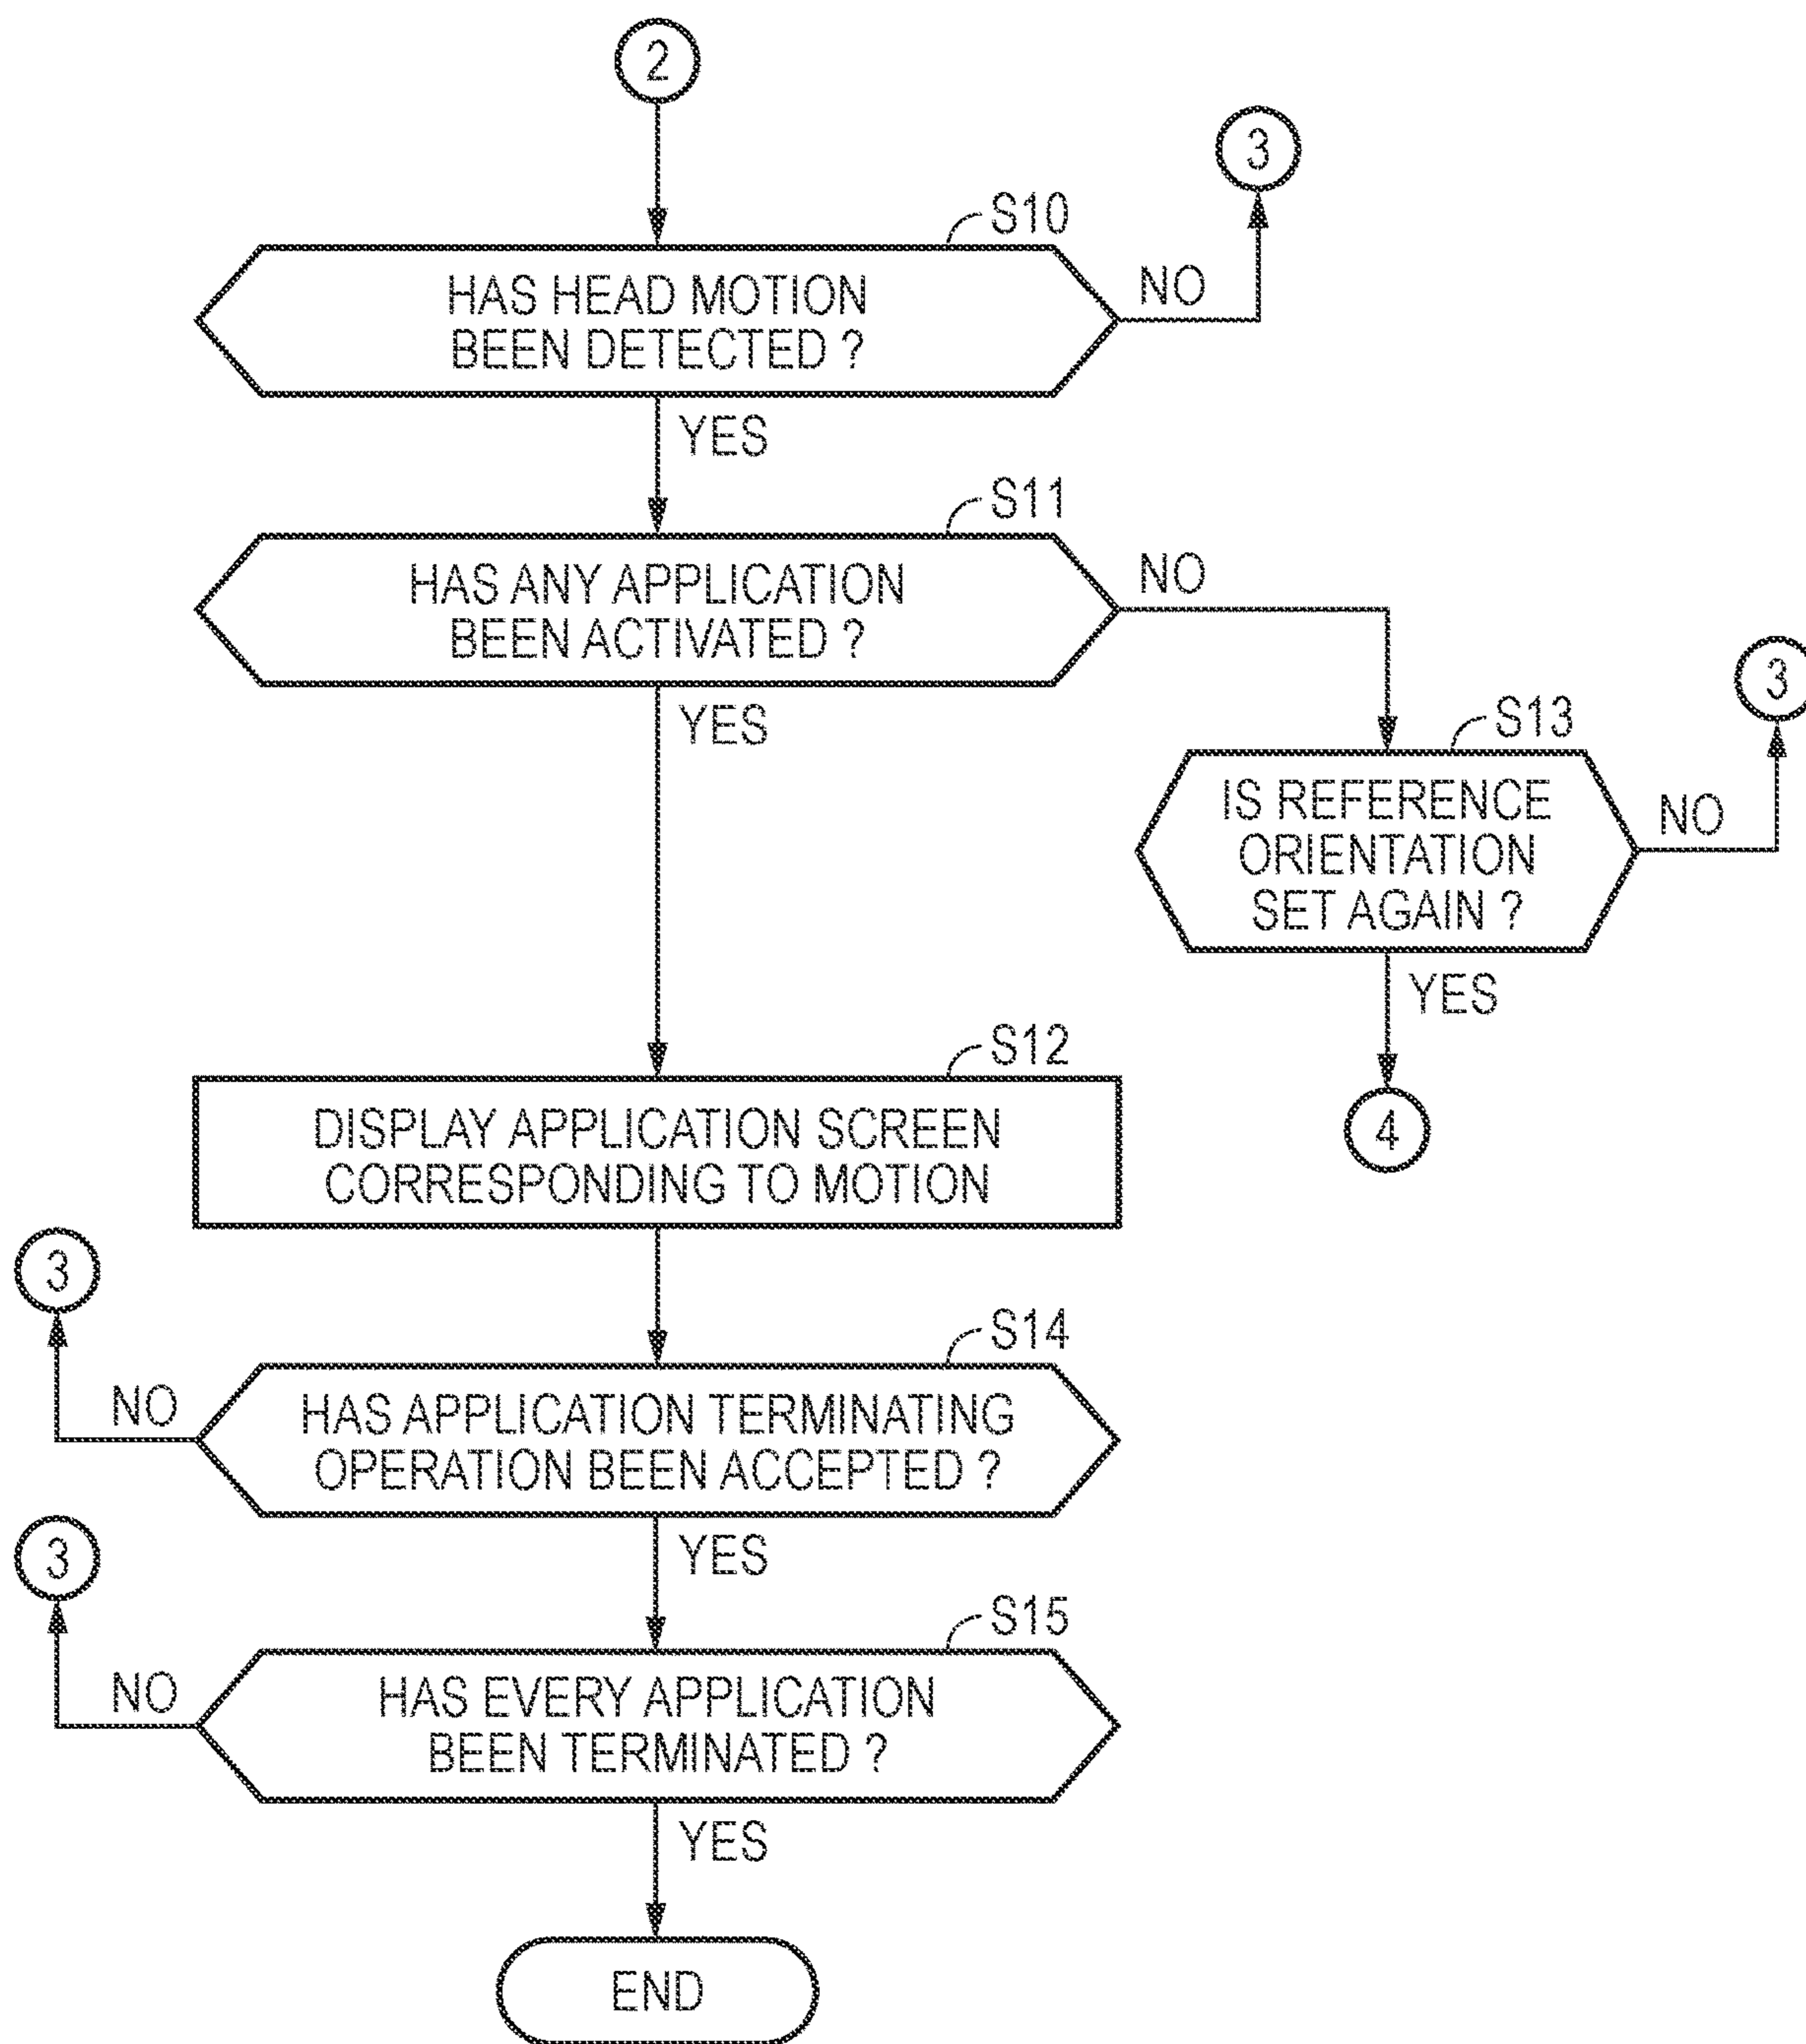 2
3
S10
HAS HEAD MOTION
BEEN DETECTED ?
NO
YES
S11
HAS ANY APPLICATION
BEEN ACTIVATED ?
NO
YES
3
S13
IS REFERENCE
ORIENTATION
SET AGAIN ?
NO
YES
4
S12
DISPLAY APPLICATION SCREEN
CORRESPONDING TO MOTION
3
S14
HAS APPLICATION TERMINATING
OPERATION BEEN ACCEPTED ?
NO
YES
3
S15
HAS EVERY APPLICATION
BEEN TERMINATED ?
NO
YES
END